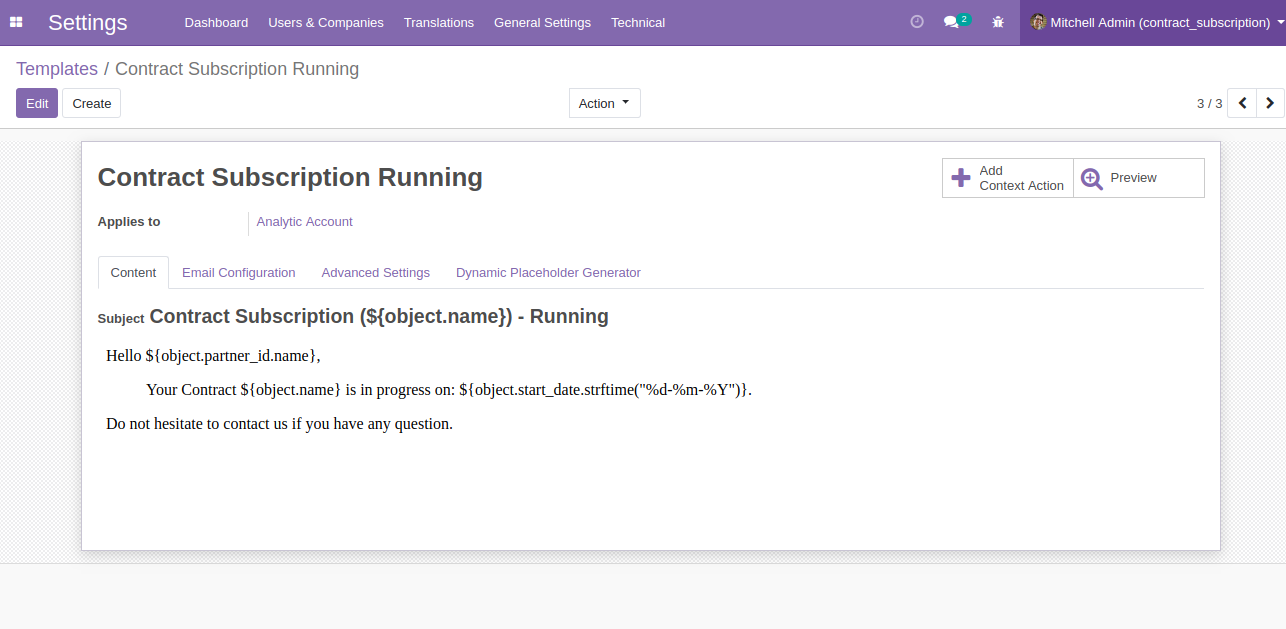 Settings Dashboard Users & Companies Translations General Settings Technical 2 Mitchell Admin (contract_subscription)
Templates / Contract Subscription Running
Edit Create Action 3 / 3
Contract Subscription Running
Add
Context Action
Preview
Applies to Analytic Account
Content Email Configuration Advanced Settings Dynamic Placeholder Generator
Subject Contract Subscription (${object.name}) - Running
Hello ${object.partner_id.name},
Your Contract ${object.name} is in progress on: ${object.start_date.strftime("%d-%m-%Y")}.
Do not hesitate to contact us if you have any question.